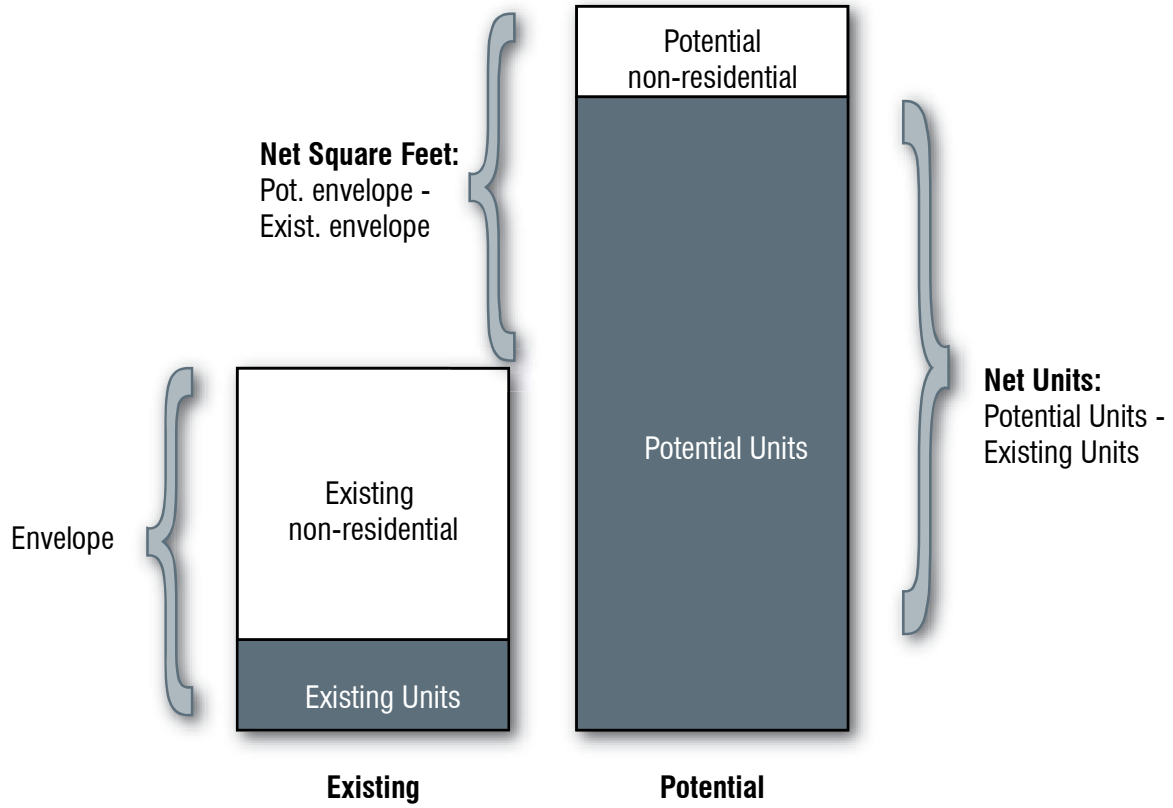 Potential
non-residential
Net Square Feet:
Pot. envelope -
Exist. envelope
Net Units:
Potential Units -
Existing Units
Potential Units
Existing
non-residential
Envelope
Existing Units
Existing
Potential